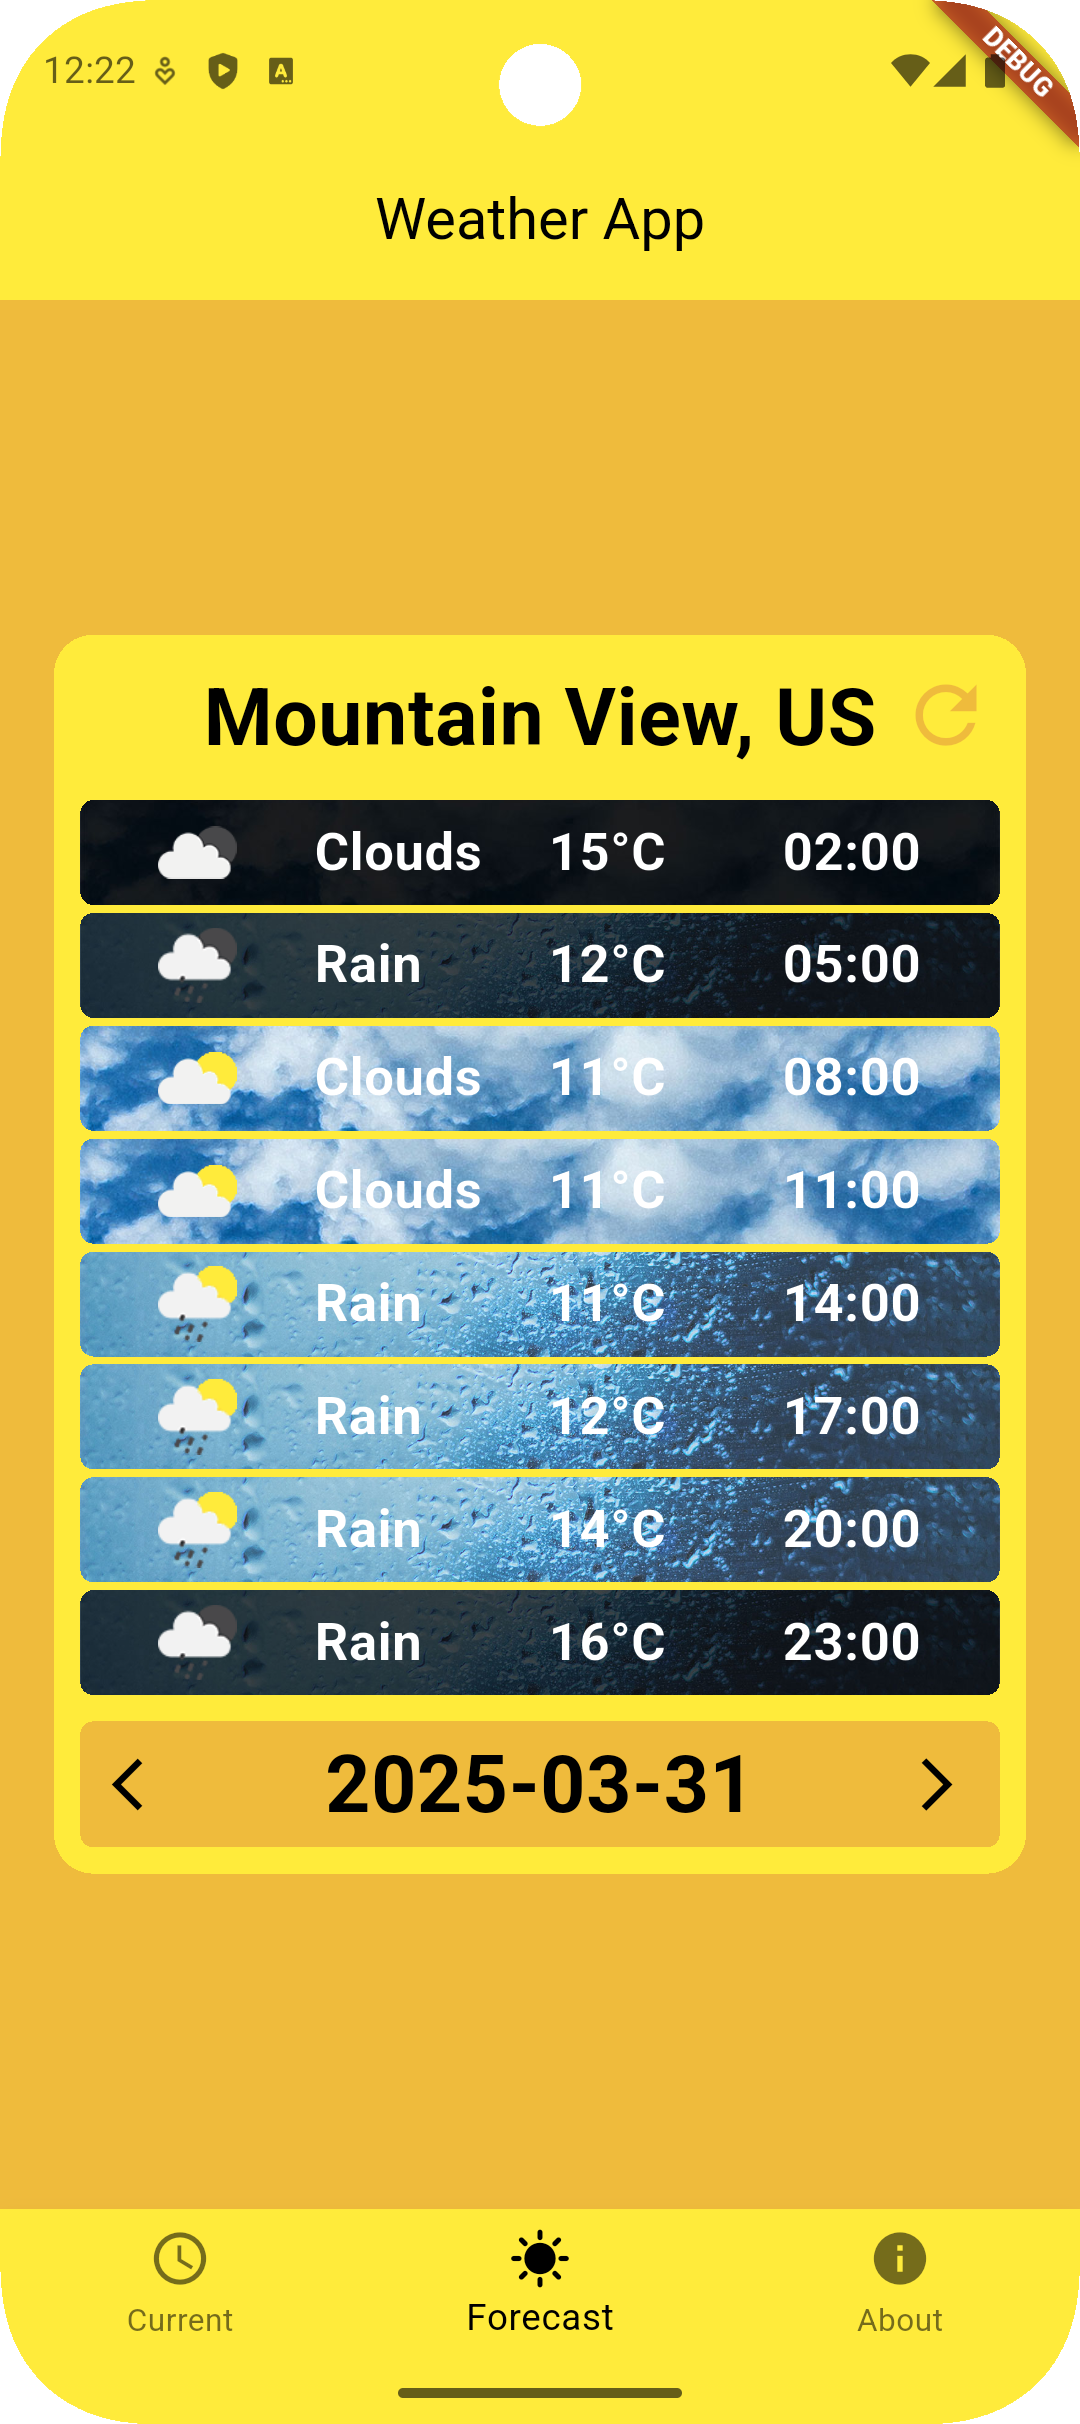 12:22
DEBUG
Weather App
Mountain View, US
Clouds 15°C 02:00
Rain 12°C 05:00
Clouds 11°C 08:00
Clouds 11°C 11:00
Rain 11°C 14:00
Rain 12°C 17:00
Rain 14°C 20:00
Rain 16°C 23:00
2025-03-31
Current Forecast About